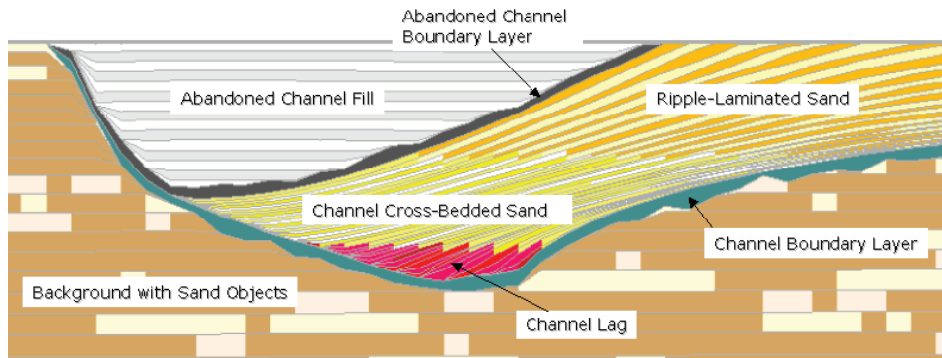 Abandoned Channel
Boundary Layer
Abandoned Channel Fill
Ripple-Laminated Sand
Channel Cross-Bedded Sand
Channel Boundary Layer
Background with Sand Objects
Channel Lag